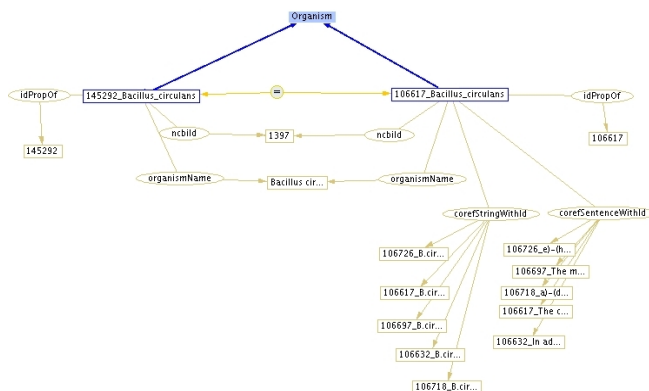 Organism
idPropOf
145292_Bacillus_circulans
=
106617_Bacillus_circulans
idPropOf
ncbiId
1397
ncbiId
145292
106617
organismName
Bacillus cir...
organismName
corefStringWithId
corefSentenceWithId
106726_B.cir...
106726_e)-(h...
106697_The m...
106617_B.cir...
106718_a)-(d...
106697_B.cir...
106617_The c...
106632_B.cir...
106632_In ad...
106718_B.cir...